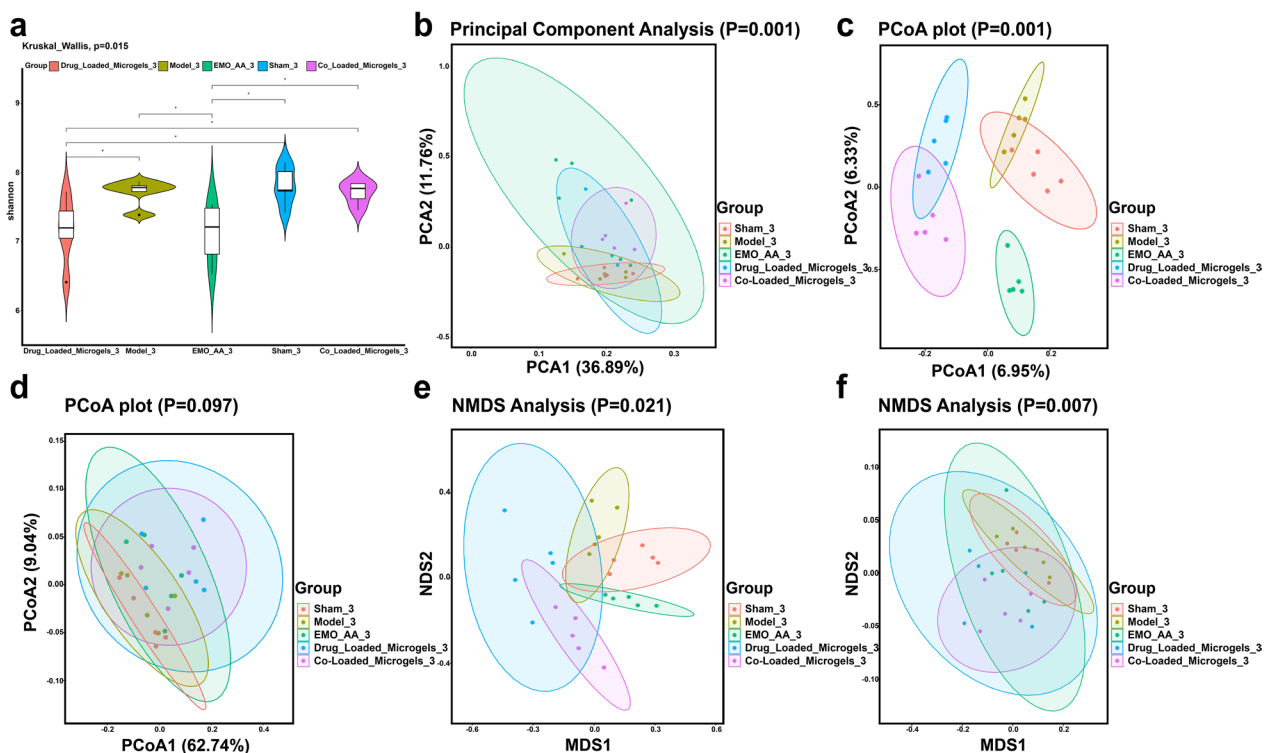 a
Kruskal_Wallis, p=0.015
Group Drug_Loaded_Microgels_3 Model_3 EMO_AA_3 Sham_3 Co_Loaded_Microgels_3
shannon
9
8
7
6
* * * * * * *
Drug_Loaded_Microgels_3 Model_3 EMO_AA_3 Sham_3 Co_Loaded_Microgels_3
b
Principal Component Analysis (P=0.001)
PCA2 (11.76%)
1.0
0.5
0.0
-0.5
0.0 0.1 0.2 0.3
PCA1 (36.89%)
Group
Sham_3
Model_3
EMO_AA_3
Drug_Loaded_Microgels_3
Co-Loaded_Microgels_3
c
PCoA plot (P=0.001)
PCoA2 (6.33%)
0.5
0.0
0.5
-0.2 0.0 0.2
PCoA1 (6.95%)
Group
Sham_3
Model_3
EMO_AA_3
Drug_Loaded_Microgels_3
Co-Loaded_Microgels_3
d
PCoA plot (P=0.097)
PCoA2 (9.04%)
0.15
0.10
0.05
0.00
-0.05
-0.10
-0.2 0.0 0.2 0.4
PCoA1 (62.74%)
Group
Sham_3
Model_3
EMO_AA_3
Drug_Loaded_Microgels_3
Co-Loaded_Microgels_3
e
NMDS Analysis (P=0.021)
NDS2
0.4
0.0
-0.4
-0.6 -0.3 0.0 0.3 0.6
MDS1
Group
Sham_3
Model_3
EMO_AA_3
Drug_Loaded_Microgels_3
Co-Loaded_Microgels_3
f
NMDS Analysis (P=0.007)
NDS2
0.10
0.05
0.00
-0.05
-0.10
-0.4 -0.2 0.0 0.2
MDS1
Group
Sham_3
Model_3
EMO_AA_3
Drug_Loaded_Microgels_3
Co-Loaded_Microgels_3